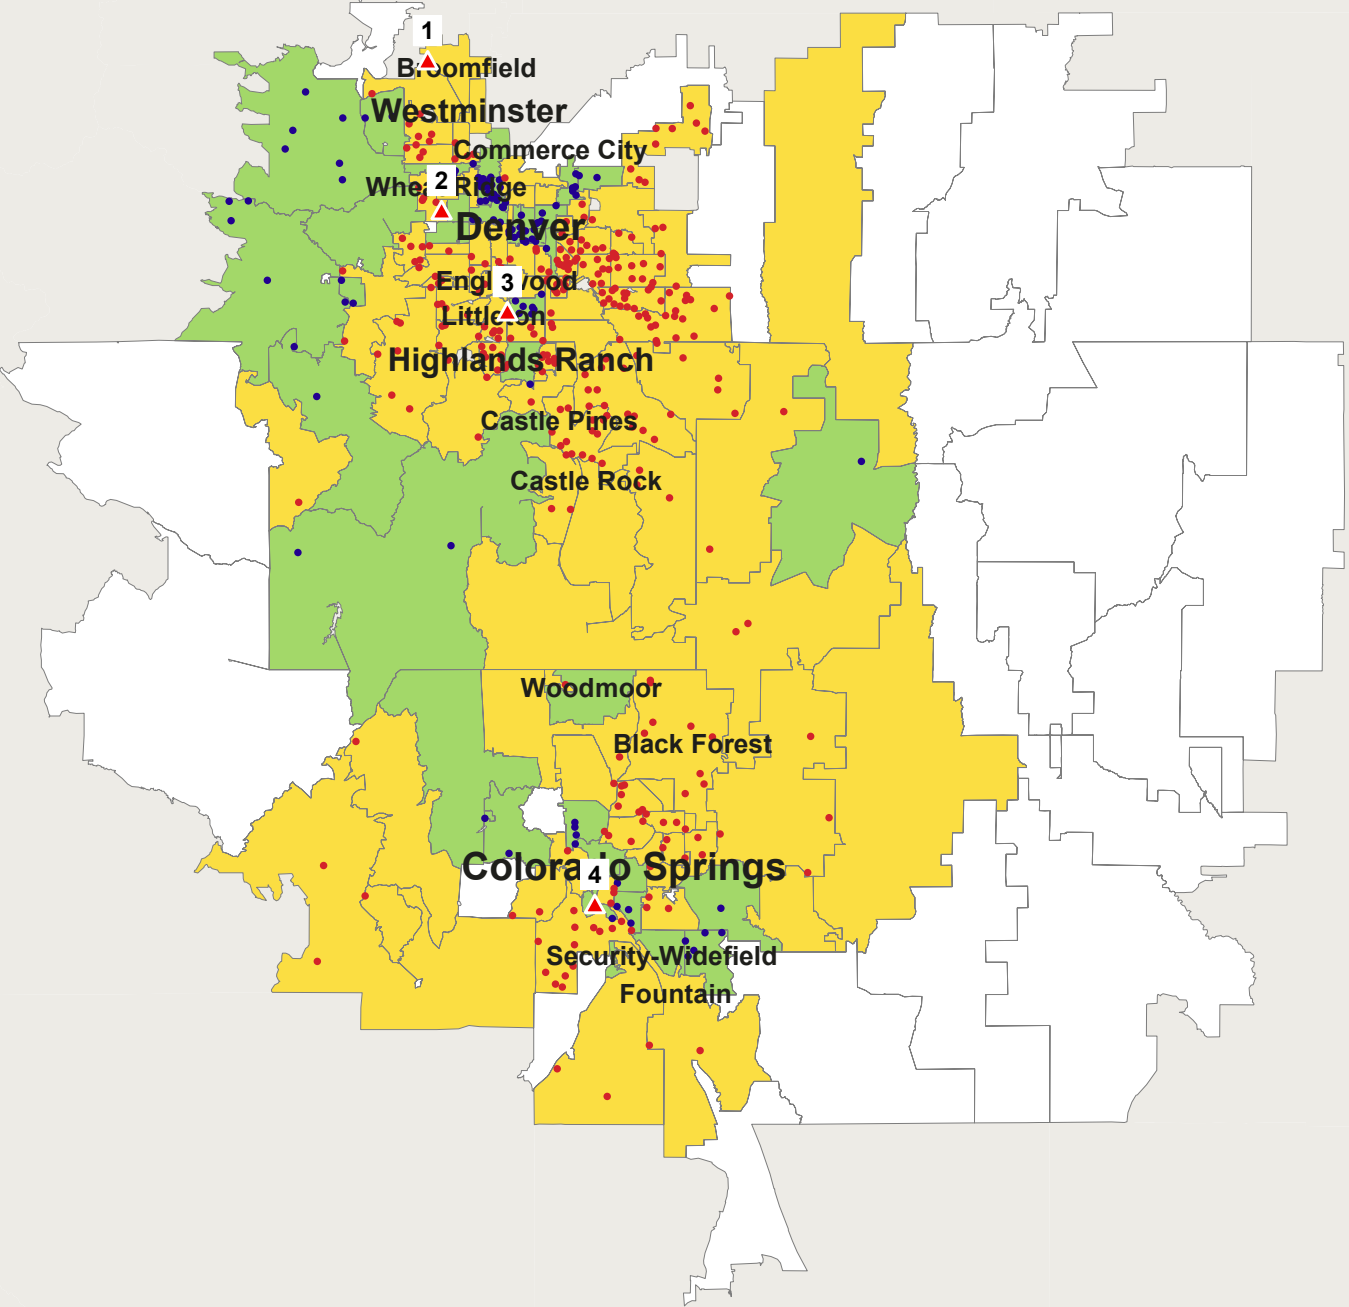 1
Broomfield
Westminster
Commerce City
2
Wheat Ridge
Denver
3
Englewood
Littleton
Highlands Ranch
Castle Pines
Castle Rock
Woodmoor
Black Forest
Colorado Springs
4
Security-Widefield
Fountain